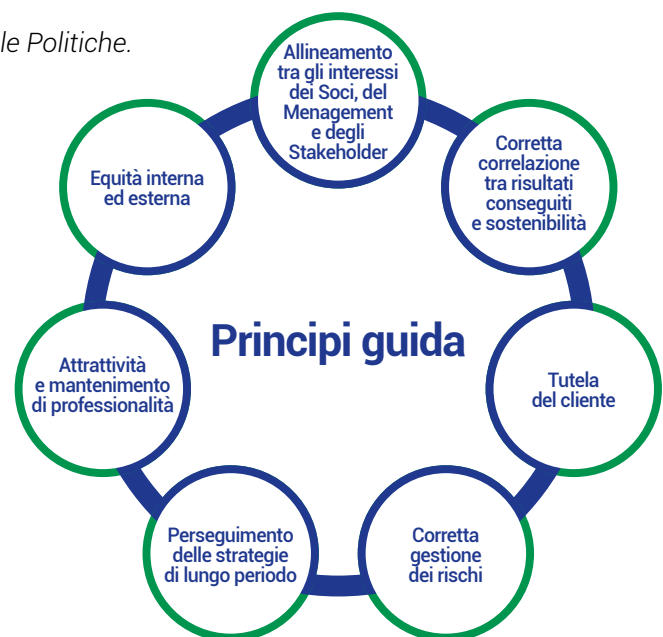 le Politiche.
Allineamento
tra gli interessi
dei Soci, del
Menagement
e degli
Stakeholder
Corretta
correlazione
tra risultati
conseguiti
e sostenibilità
Tutela
del cliente
Corretta
gestione
dei rischi
Perseguimento
delle strategie
di lungo periodo
Attrattività
e mantenimento
di professionalità
Equità interna
ed esterna
Principi guida